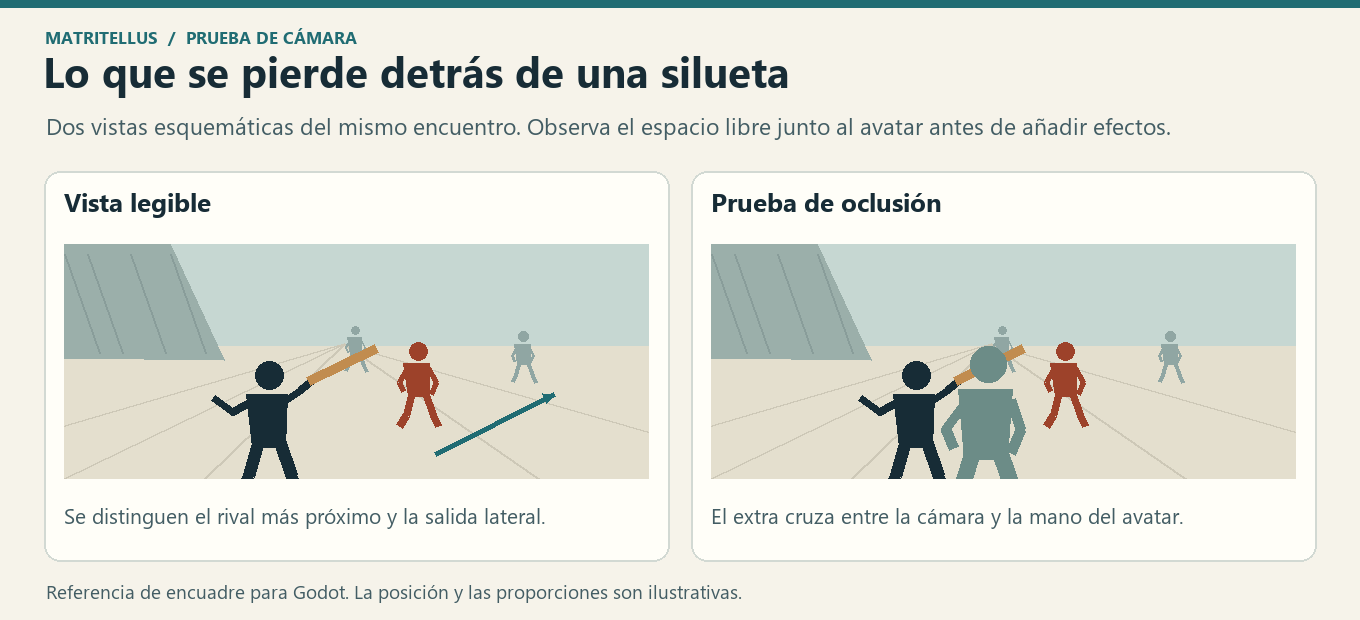 MATRITELLUS / PRUEBA DE CÁMARA
Lo que se pierde detrás de una silueta
Dos vistas esquemáticas del mismo encuentro. Observa el espacio libre junto al avatar antes de añadir efectos.
Vista legible
Se distinguen el rival más próximo y la salida lateral.
Prueba de oclusión
El extra cruza entre la cámara y la mano del avatar.
Referencia de encuadre para Godot. La posición y las proporciones son ilustrativas.